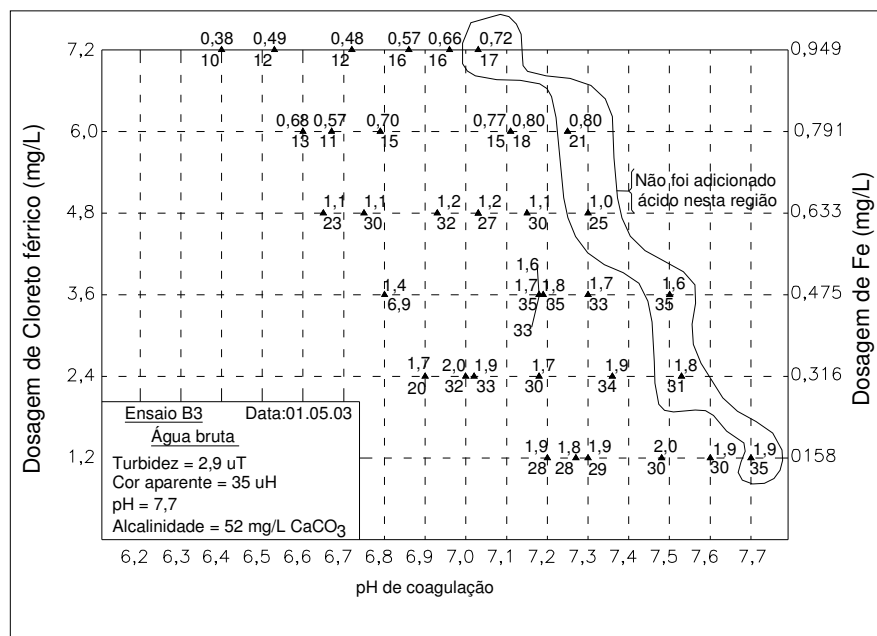 0,38 0,49 0,48 0,57 0,66 0,72
7,2 0,949
10 12 12 16 16 17
0,68 0,57 0,70 0,77 0,80 0,80
6,0 0,791
13 11 15 15 18 21
Não foi adicionado
ácido nesta região
1,1 1,1 1,2 1,2 1,1 1,0
4,8 0,633
23 30 32 27 30 25
1,6
1,4 1,7 1,8 1,7 1,6
3,6 0,475
6,9 35 35 33 35
33
1,7 2,0 1,9 1,7 1,9 1,8
2,4 0,316
20 32 33 30 34 31
1,9 1,8 1,9 2,0 1,9 1,9
1,2 0158
28 28 29 30 30 35
Ensaio B3 Data:01.05.03
Água bruta
Turbidez = 2,9 uT
Cor aparente = 35 uH
pH = 7,7
Alcalinidade = 52 mg/L CaCO3
6,2 6,3 6,5 6,6 6,7 6,8 6,9 7,0 7,1 7,2 7,3 7,4 7,5 7,6 7,7
pH de coagulação
Dosagem de Cloreto férrico (mg/L)
Dosagem de Fe (mg/L)